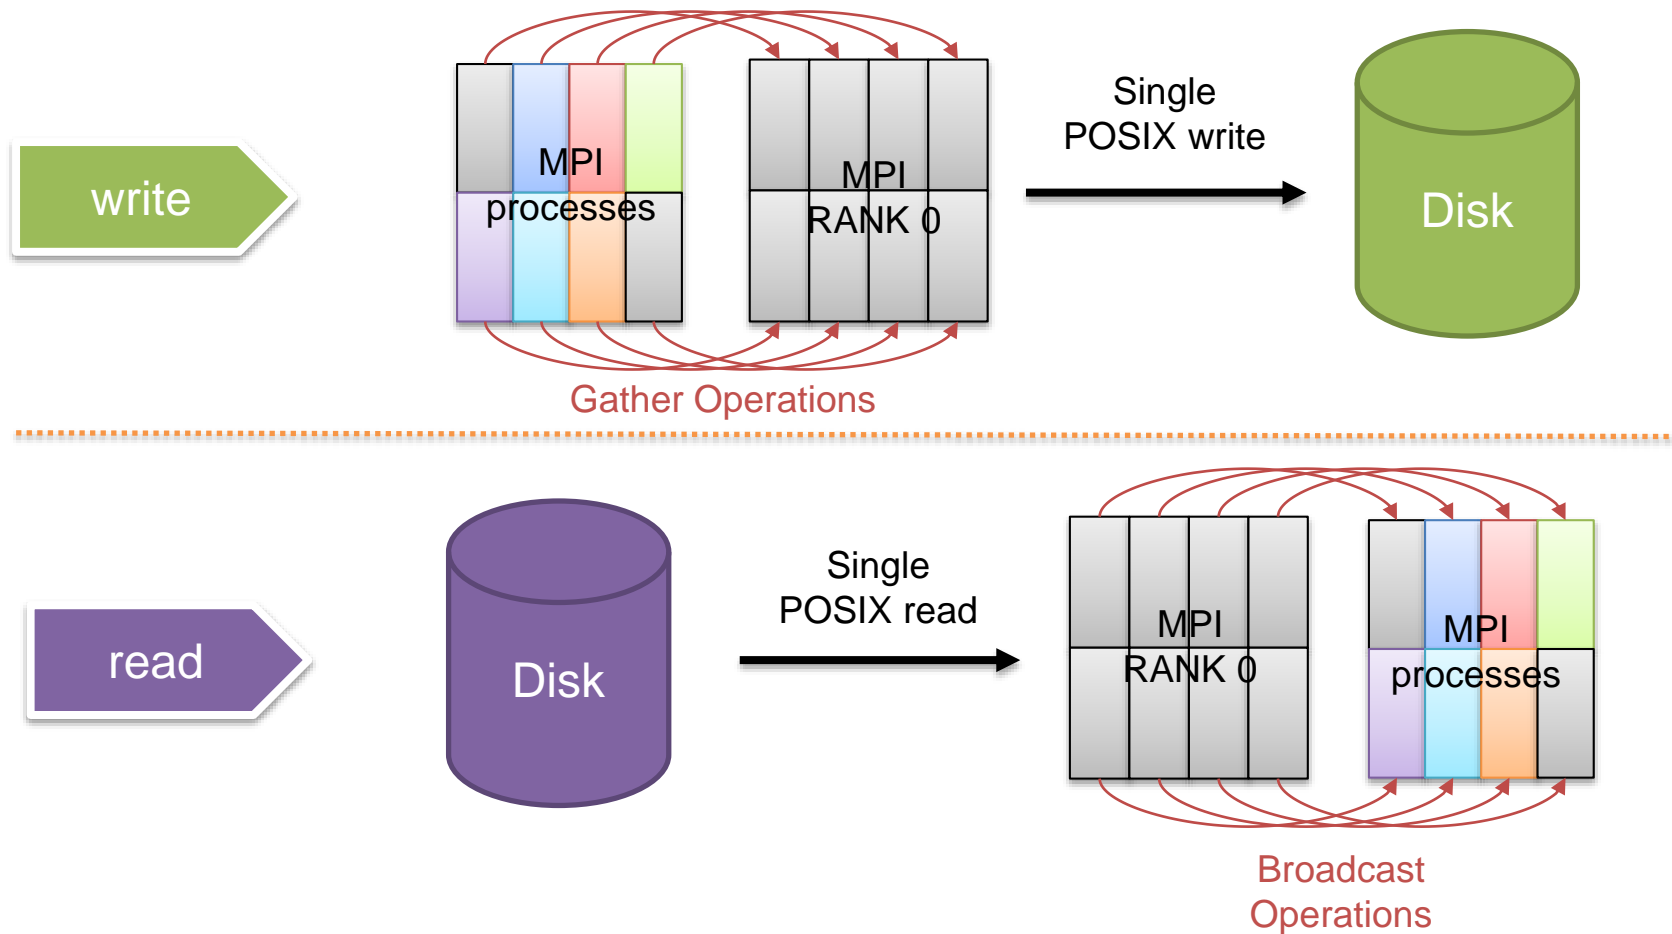 write
MPI
processes
MPI
RANK 0
Single
POSIX write
Disk
Gather Operations
read
Disk
Single
POSIX read
MPI
RANK 0
MPI
processes
Broadcast
Operations